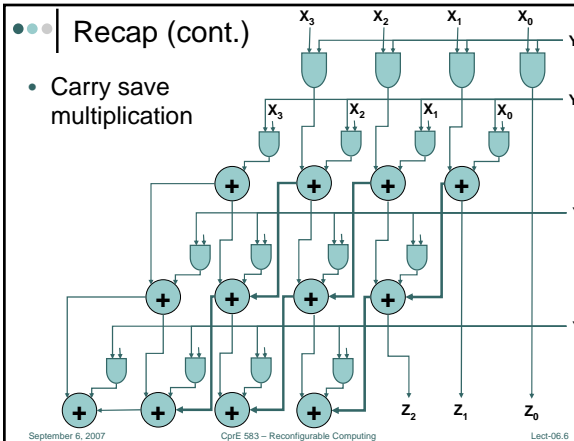 Recap (cont.)
X3 X2 X1 X0
Y
• Carry save
multiplication
Y
X3 X2 X1 X0
+ + + +
Y
+ + + +
Y
+ + + +
Z2 Z1 Z0
September 6, 2007 CprE 583 – Reconfigurable Computing Lect-06.6